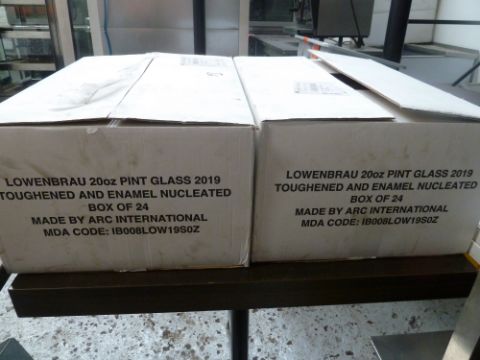 LOWENBRAU 20oz PINT GLASS 2019
TOUGHENED AND ENAMEL NUCLEATED
BOX OF 24
MADE BY ARC INTERNATIONAL
MDA CODE: IB008LOW19S0Z
LOWENBRAU 20oz PINT GLASS 2019
TOUGHENED AND ENAMEL NUCLEATED
BOX OF 24
MADE BY ARC INTERNATIONAL
MDA CODE: IB008LOW19S0Z